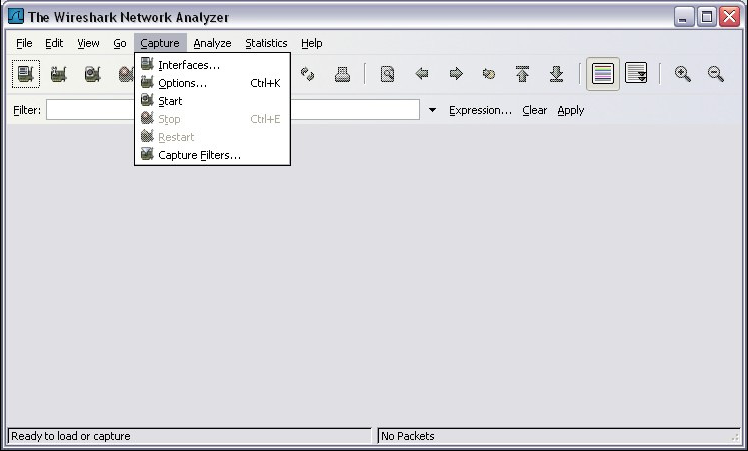 The Wireshark Network Analyzer
File Edit View Go Capture Analyze Statistics Help
Interfaces...
Options... Ctrl+K
Start
Stop Ctrl+E
Restart
Capture Filters...
Filter: Expression... Clear Apply
Ready to load or capture No Packets